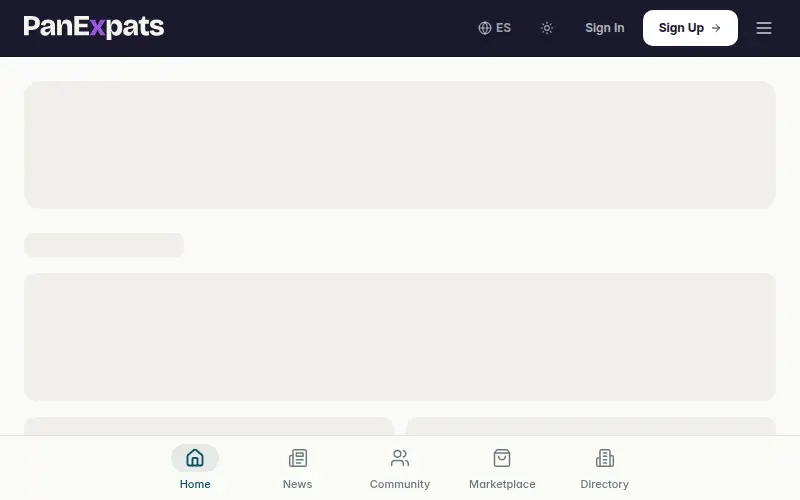 PanExpats
ES
Sign In
Sign Up
Home
News
Community
Marketplace
Directory